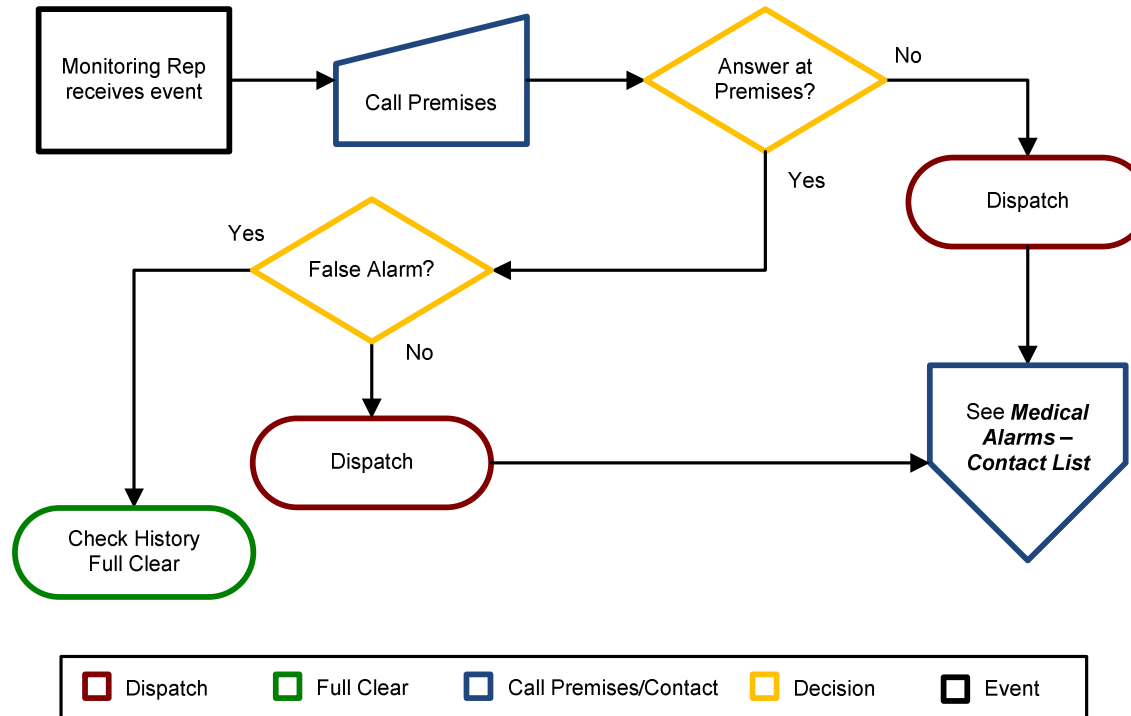 Monitoring Rep
receives event
Call Premises
Answer at
Premises?
No
Yes
Dispatch
Yes
False Alarm?
No
Dispatch
See Medical
Alarms –
Contact List
Check History
Full Clear
Dispatch
Full Clear
Call Premises/Contact
Decision
Event